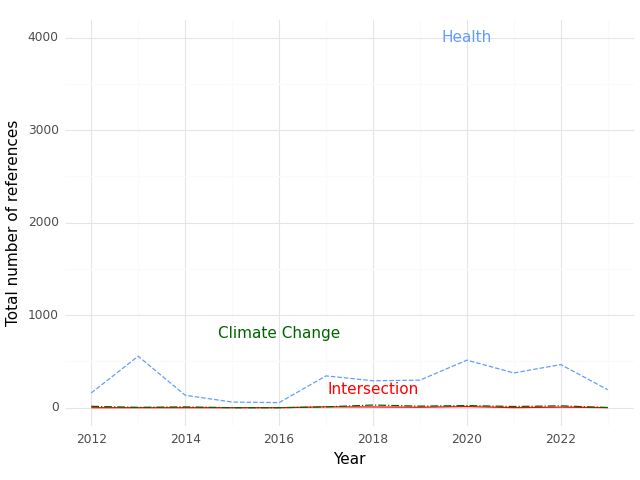 Total number of references
4000
3000
2000
1000
0
Health
Climate Change
Intersection
2012
2014
2016
2018
2020
2022
Year